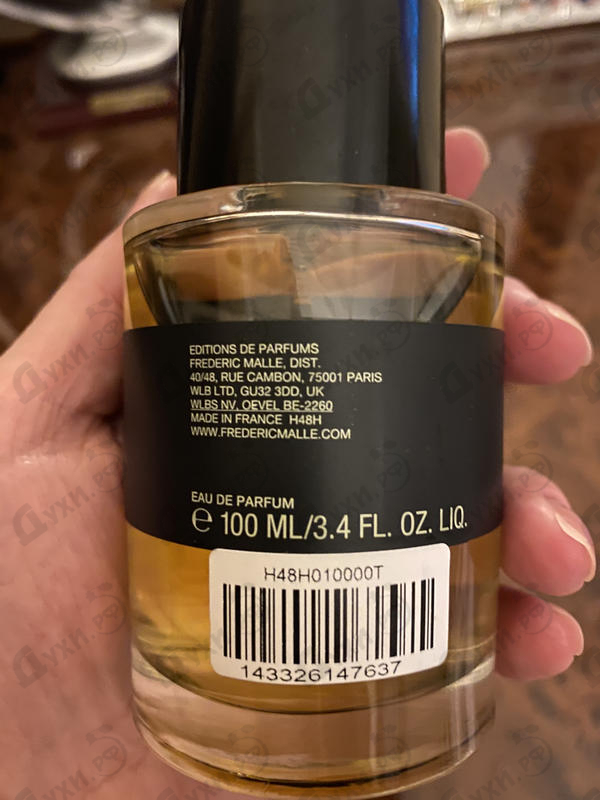 EDITIONS DE PARFUMS
FREDERIC MALLE, DIST.
40/48, RUE CAMBON, 75001 PARIS
WLB LTD, GU32 3DD, UK
WLBS NV, OEVEL BE-2260
MADE IN FRANCE H48H
WWW.FREDERICMALLE.COM
EAU DE PARFUM
℮ 100 ML/3.4 FL. OZ. LIQ.
H48H010000T
143326147637
Духи.РФ